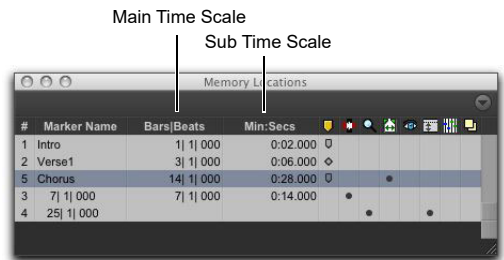 Main Time Scale
Sub Time Scale
Memory Locations
# Marker Name Bars|Beats Min:Secs
1 Intro 1| 1| 000 0:02.000
2 Verse1 3| 1| 000 0:06.000
5 Chorus 14| 1| 000 0:28.000
3 7| 1| 000 7| 1| 000 0:14.000
4 25| 1| 000